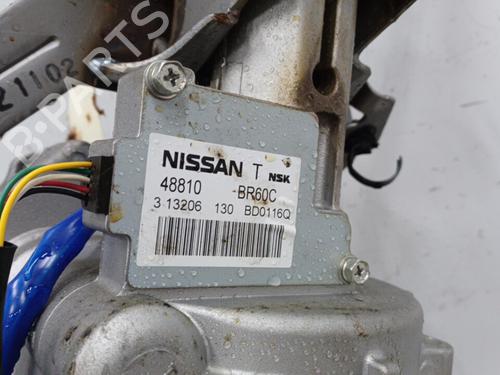 21102
B-PARTS
NISSAN T NSK
48810 BR60C
3 13206 130 BD0116Q